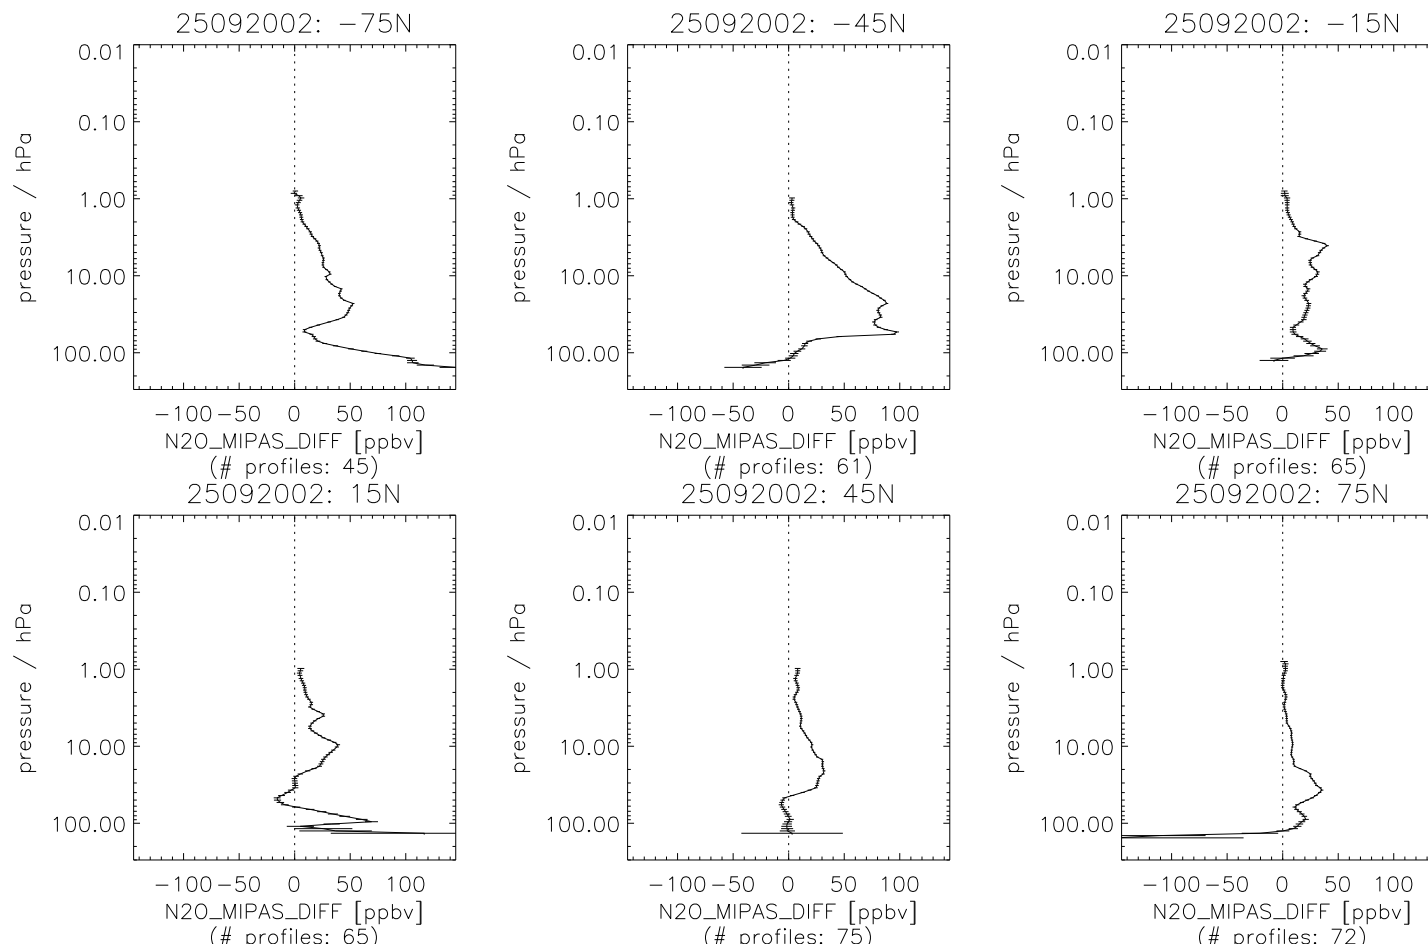 25092002: −75N
0.01
0.10
1.00
10.00
100.00
pressure / hPa
−100 −50 0 50 100
N2O_MIPAS_DIFF [ppbv]
(# profiles: 45)
25092002: −45N
0.01
0.10
1.00
10.00
100.00
pressure / hPa
−100 −50 0 50 100
N2O_MIPAS_DIFF [ppbv]
(# profiles: 61)
25092002: −15N
0.01
0.10
1.00
10.00
100.00
pressure / hPa
−100 −50 0 50 100
N2O_MIPAS_DIFF [ppbv]
(# profiles: 65)
25092002: 15N
0.01
0.10
1.00
10.00
100.00
pressure / hPa
−100 −50 0 50 100
N2O_MIPAS_DIFF [ppbv]
(# profiles: 65)
25092002: 45N
0.01
0.10
1.00
10.00
100.00
pressure / hPa
−100 −50 0 50 100
N2O_MIPAS_DIFF [ppbv]
(# profiles: 75)
25092002: 75N
0.01
0.10
1.00
10.00
100.00
pressure / hPa
−100 −50 0 50 100
N2O_MIPAS_DIFF [ppbv]
(# profiles: 72)